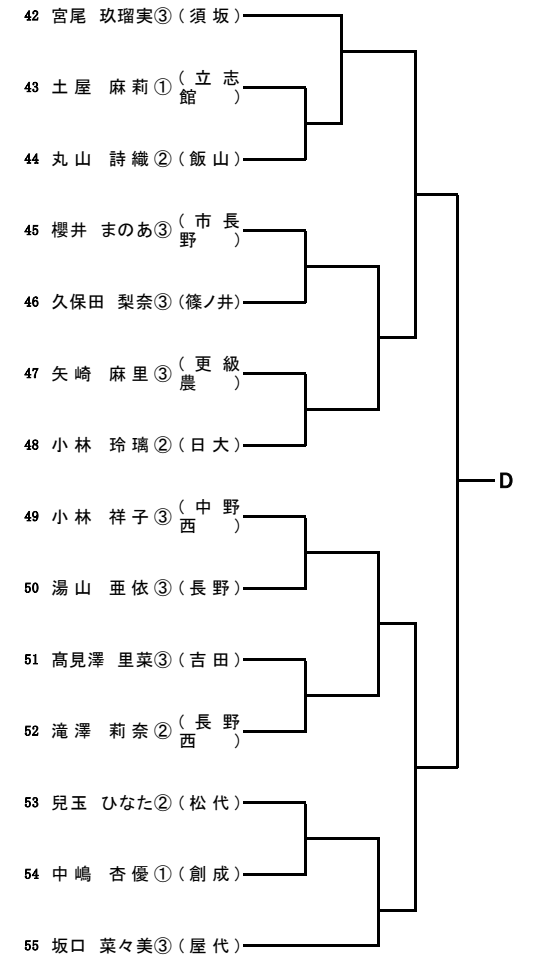 42 宮尾 玖瑠実③(須坂)
43 土屋 麻莉①(立志館)
44 丸山 詩織②(飯山)
45 櫻井 まのあ③(市長野)
46 久保田 梨奈③(篠ノ井)
47 矢崎 麻里③(更級農)
48 小林 玲璃②(日大)
D
49 小林 祥子③(中野西)
50 湯山 亜依③(長野)
51 髙見澤 里菜③(吉田)
52 滝澤 莉奈②(長野西)
53 兒玉 ひなた②(松代)
54 中嶋 杏優①(創成)
55 坂口 菜々美③(屋代)